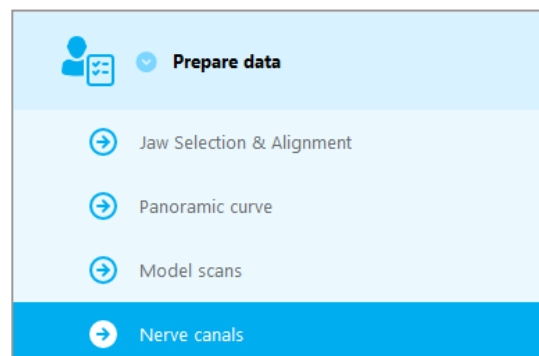 Prepare data
Jaw Selection & Alignment
Panoramic curve
Model scans
Nerve canals